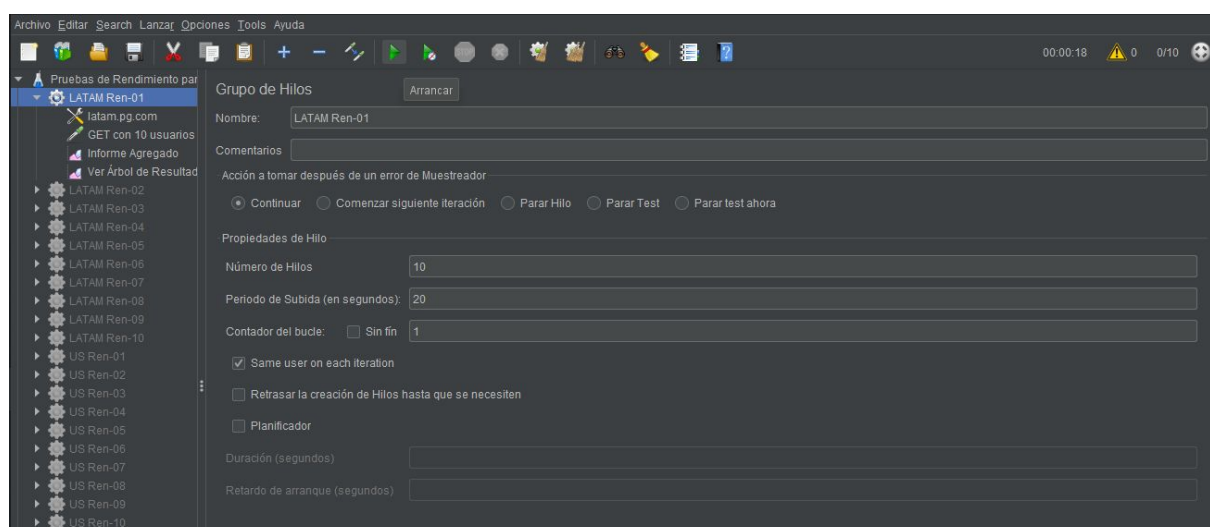 Archivo Editar Search Lanzar Opciones Tools Ayuda
00:00:18 0 0/10
Pruebas de Rendimiento par
LATAM Ren-01
latam.pg.com
GET con 10 usuarios
Informe Agregado
Ver Árbol de Resultad
LATAM Ren-02
LATAM Ren-03
LATAM Ren-04
LATAM Ren-05
LATAM Ren-06
LATAM Ren-07
LATAM Ren-08
LATAM Ren-09
LATAM Ren-10
US Ren-01
US Ren-02
US Ren-03
US Ren-04
US Ren-05
US Ren-06
US Ren-07
US Ren-08
US Ren-09
US Ren-10
Grupo de Hilos Arrancar
Nombre: LATAM Ren-01
Comentarios
Acción a tomar después de un error de Muestreador
Continuar Comenzar siguiente iteración Parar Hilo Parar Test Parar test ahora
Propiedades de Hilo
Número de Hilos 10
Periodo de Subida (en segundos): 20
Contador del bucle: Sin fín 1
Same user on each iteration
Retrasar la creación de Hilos hasta que se necesiten
Planificador
Duración (segundos)
Retardo de arranque (segundos)